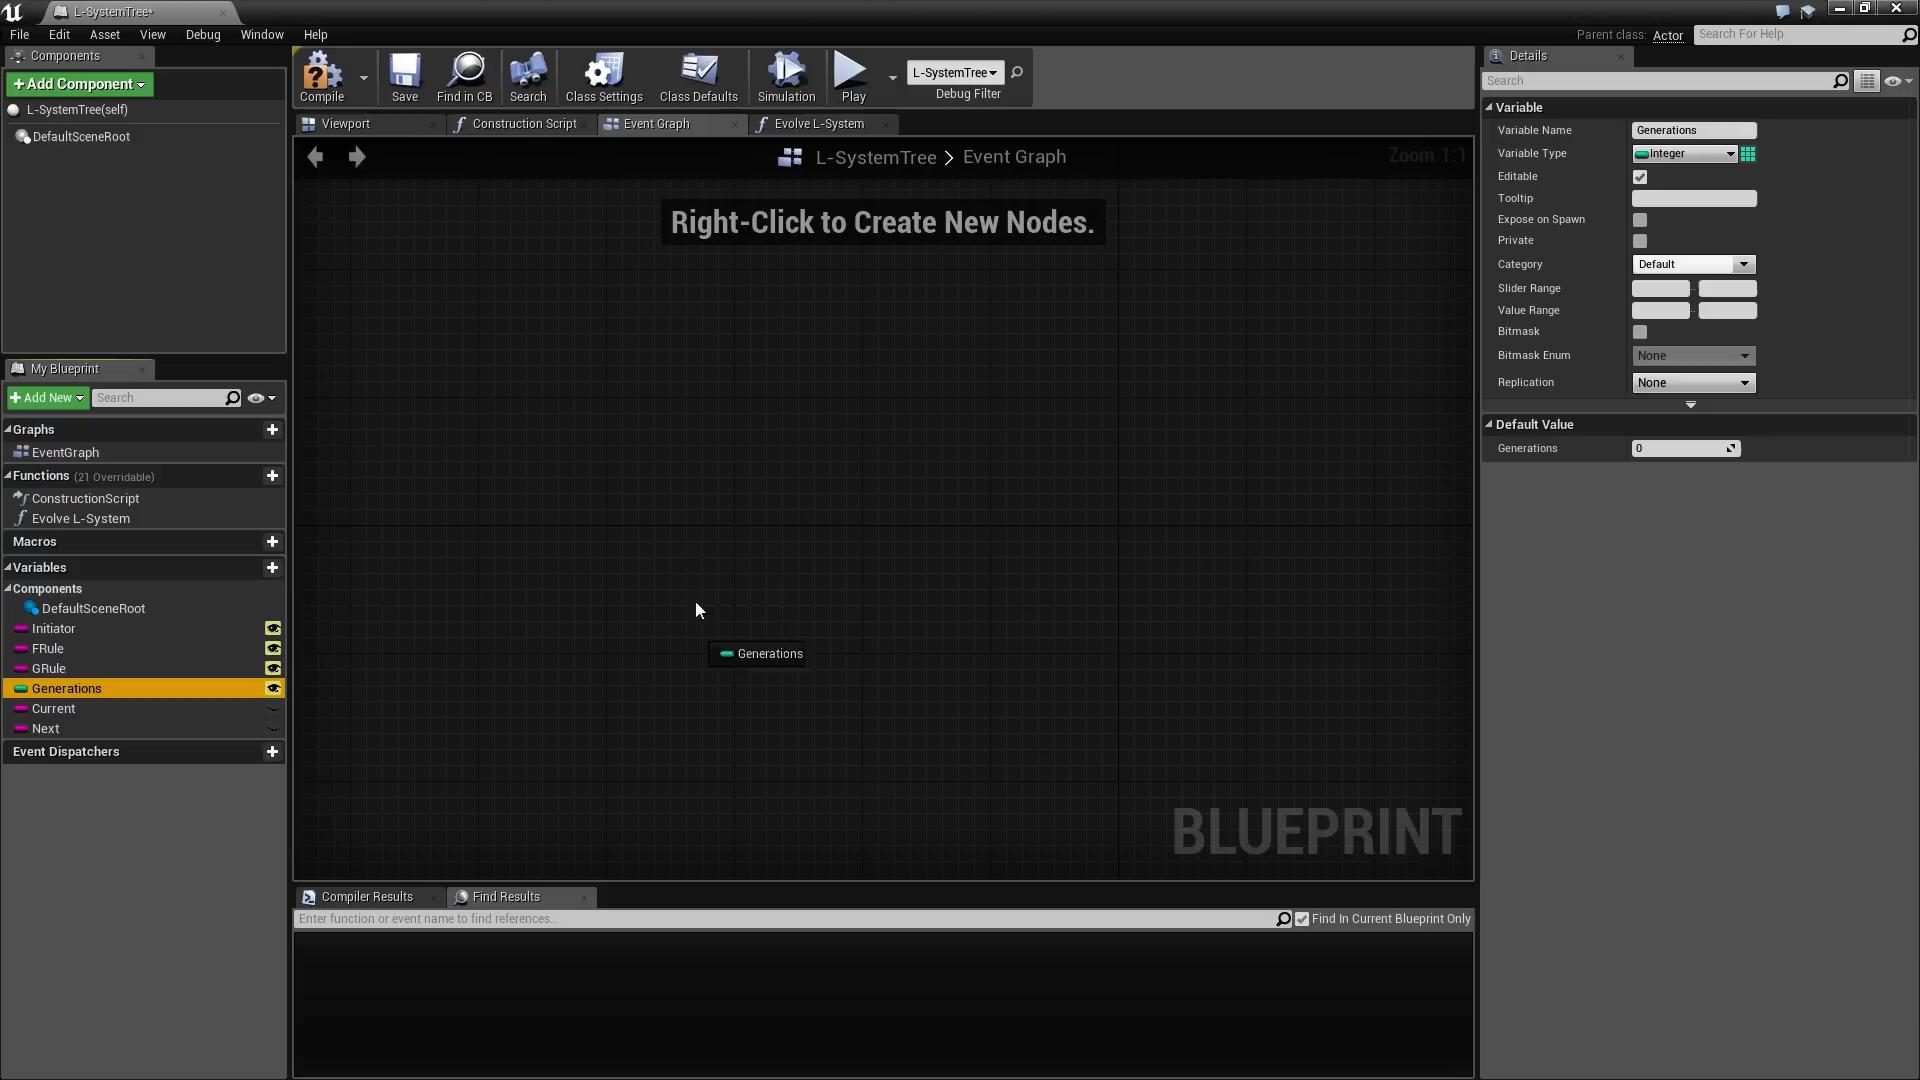 L-SystemTree*
File Edit Asset View Debug Window Help
Parent class: Actor
Search For Help
Components
+Add Component
L-SystemTree(self)
DefaultSceneRoot
Compile
Save
Find in CB
Search
Class Settings
Class Defaults
Simulation
Play
L-SystemTree
Debug Filter
Viewport
Construction Script
Event Graph
Evolve L-System
L-SystemTree > Event Graph
Zoom 1:1
Right-Click to Create New Nodes.
Generations
BLUEPRINT
My Blueprint
+Add New
Search
Graphs
EventGraph
Functions (21 Overridable)
ConstructionScript
Evolve L-System
Macros
Variables
Components
DefaultSceneRoot
Initiator
FRule
GRule
Generations
Current
Next
Event Dispatchers
Compiler Results
Find Results
Enter function or event name to find references...
Find In Current Blueprint Only
Details
Search
Variable
Variable Name Generations
Variable Type Integer
Editable
Tooltip
Expose on Spawn
Private
Category Default
Slider Range
Value Range
Bitmask
Bitmask Enum None
Replication None
Default Value
Generations 0